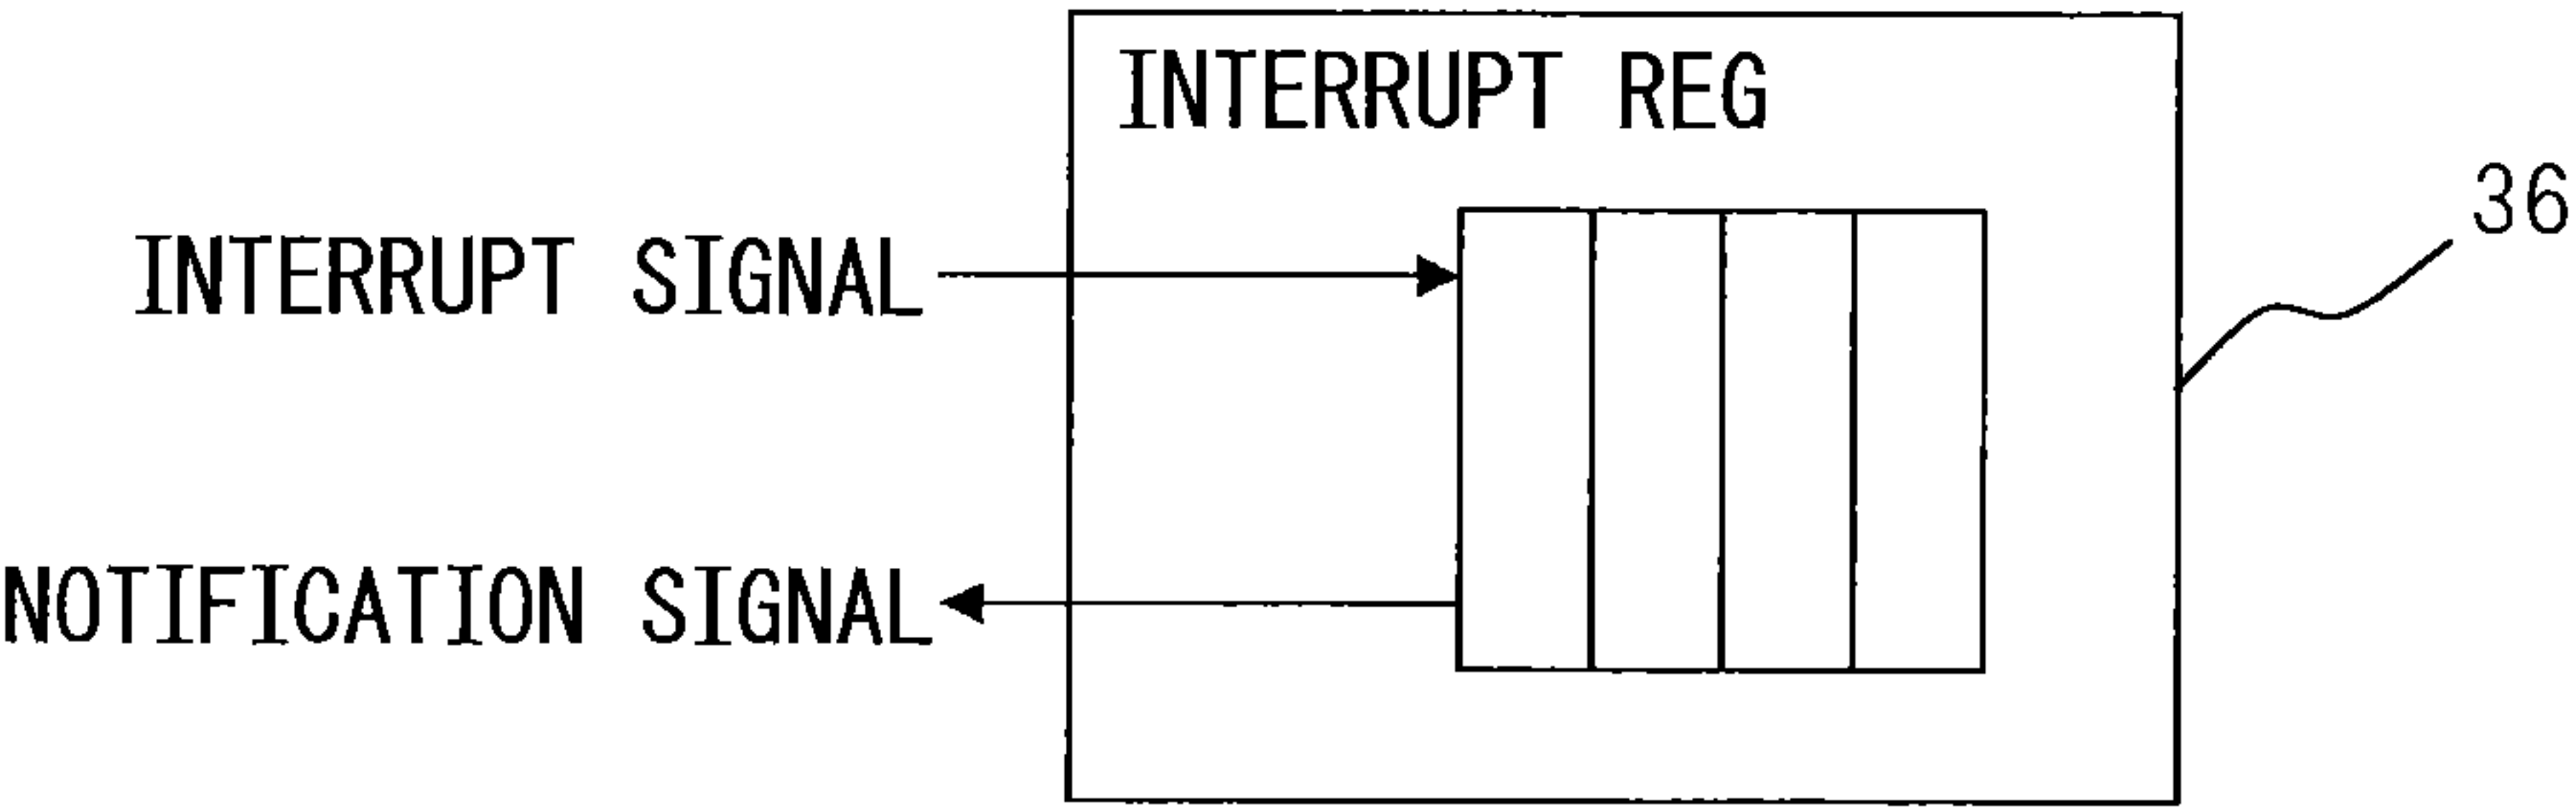 INTERRUPT REG
36
INTERRUPT SIGNAL
NOTIFICATION SIGNAL